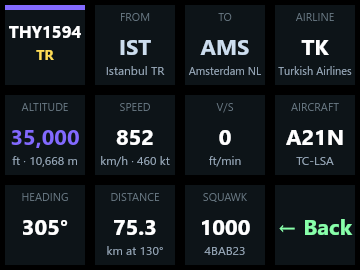 THY1594
TR
FROM
IST
Istanbul TR
TO
AMS
Amsterdam NL
AIRLINE
TK
Turkish Airlines
ALTITUDE
35,000
ft · 10,668 m
SPEED
852
km/h · 460 kt
V/S
0
ft/min
AIRCRAFT
A21N
TC-LSA
HEADING
305°
DISTANCE
75.3
km at 130°
SQUAWK
1000
4BAB23
← Back